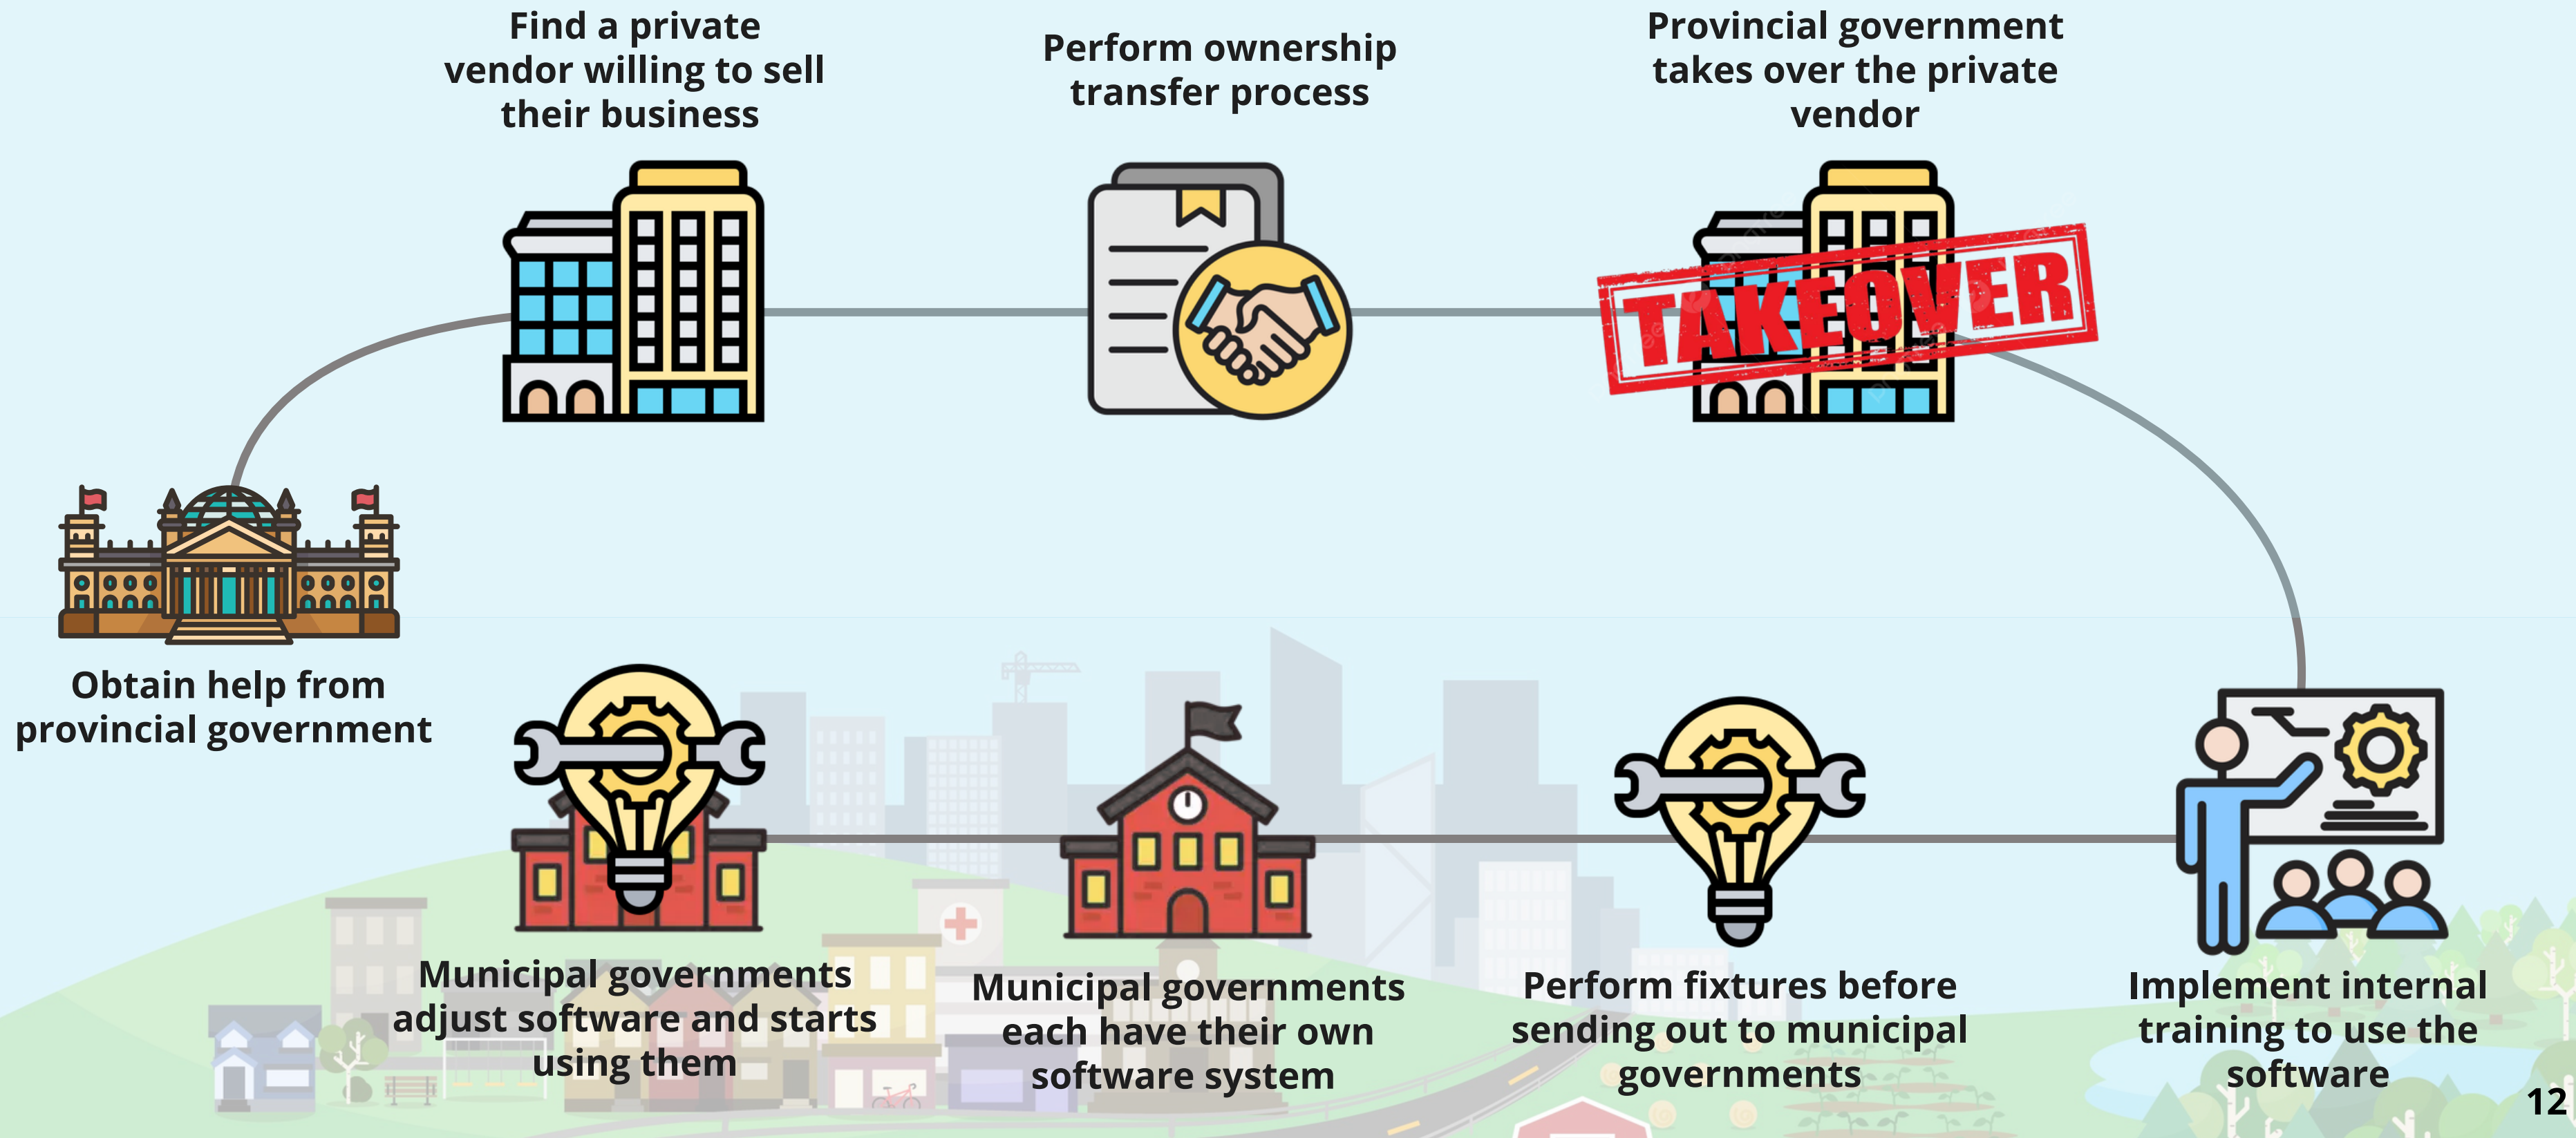 Find a private
vendor willing to sell
their business
Perform ownership
transfer process
Provincial government
takes over the private
vendor
TAKEOVER
Obtain help from
provincial government
Municipal governments
adjust software and starts
using them
Municipal governments
each have their own
software system
Perform fixtures before
sending out to municipal
governments
Implement internal
training to use the
software
12